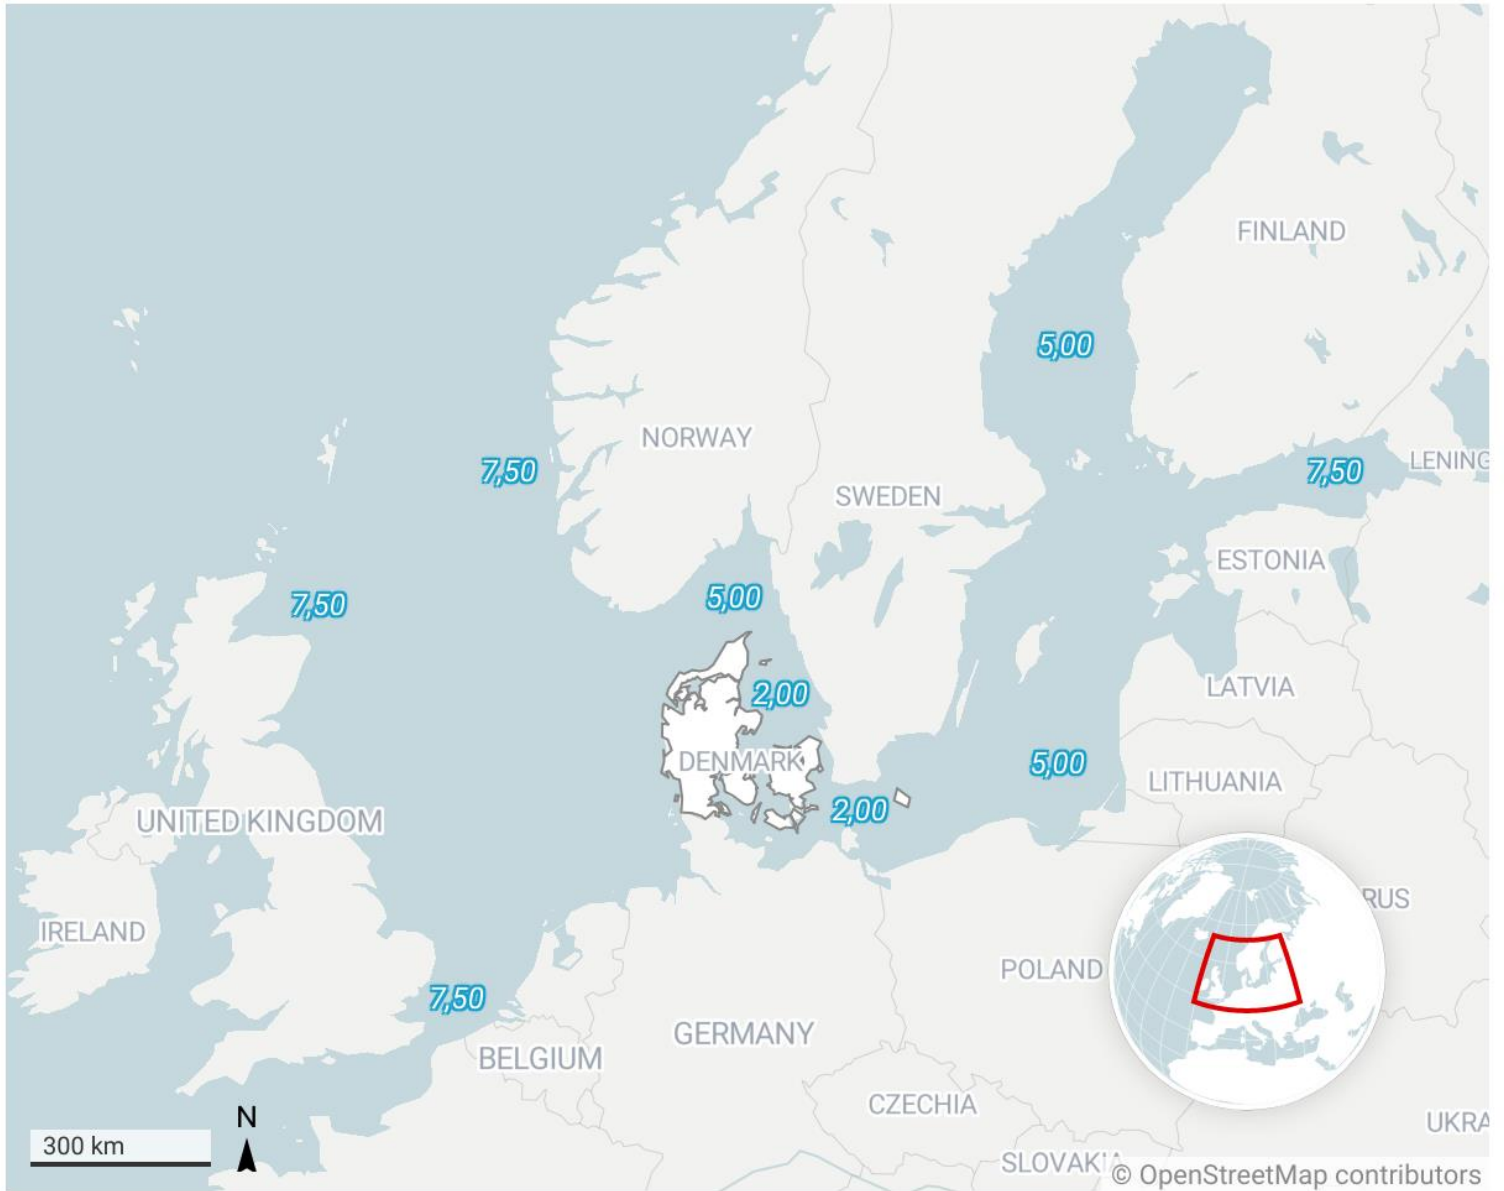 FINLAND
5,00
NORWAY
7,50
7,50
LENING
SWEDEN
ESTONIA
5,00
7,50
LATVIA
2,00
DENMARK
5,00
LITHUANIA
2,00
UNITED KINGDOM
RUS
IRELAND
POLAND
7,50
GERMANY
BELGIUM
CZECHIA
N
UKRA
300 km
SLOVAKIA
© OpenStreetMap contributors